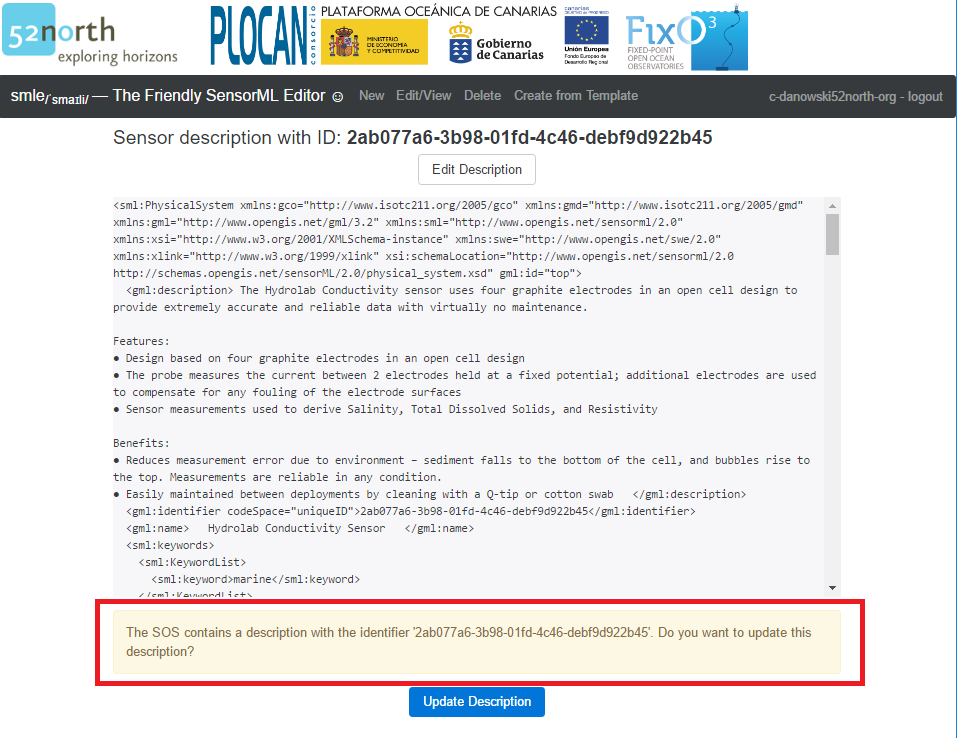 52north
exploring horizons
PLOCAN
consorcio
PLATAFORMA OCEÁNICA DE CANARIAS
MINISTERIO
DE ECONOMÍA
Y COMPETITIVIDAD
Gobierno
de Canarias
canarias
Unión Europea
Fondo Europeo de
Desarrollo Regional
FixO3
FIXED-POINT
OPEN OCEAN
OBSERVATORIES
smle/ˈsmaɪli/ — The Friendly SensorML Editor ☺ New Edit/View Delete Create from Template c-danowski52north-org - logout
Sensor description with ID: 2ab077a6-3b98-01fd-4c46-debf9d922b45
Edit Description
<sml:PhysicalSystem xmlns:gco="http://www.isotc211.org/2005/gco" xmlns:gmd="http://www.isotc211.org/2005/gmd"
xmlns:gml="http://www.opengis.net/gml/3.2" xmlns:sml="http://www.opengis.net/sensorml/2.0"
xmlns:xsi="http://www.w3.org/2001/XMLSchema-instance" xmlns:swe="http://www.opengis.net/swe/2.0"
xmlns:xlink="http://www.w3.org/1999/xlink" xsi:schemaLocation="http://www.opengis.net/sensorml/2.0
http://schemas.opengis.net/sensorML/2.0/physical_system.xsd" gml:id="top">
<gml:description> The Hydrolab Conductivity sensor uses four graphite electrodes in an open cell design to
provide extremely accurate and reliable data with virtually no maintenance.
Features:
● Design based on four graphite electrodes in an open cell design
● The probe measures the current between 2 electrodes held at a fixed potential; additional electrodes are used
to compensate for any fouling of the electrode surfaces
● Sensor measurements used to derive Salinity, Total Dissolved Solids, and Resistivity
Benefits:
● Reduces measurement error due to environment – sediment falls to the bottom of the cell, and bubbles rise to
the top. Measurements are reliable in any condition.
● Easily maintained between deployments by cleaning with a Q-tip or cotton swab </gml:description>
<gml:identifier codeSpace="uniqueID">2ab077a6-3b98-01fd-4c46-debf9d922b45</gml:identifier>
<gml:name> Hydrolab Conductivity Sensor </gml:name>
<sml:keywords>
<sml:KeywordList>
<sml:keyword>marine</sml:keyword>
</sml:KeywordList>
The SOS contains a description with the identifier '2ab077a6-3b98-01fd-4c46-debf9d922b45'. Do you want to update this
description?
Update Description